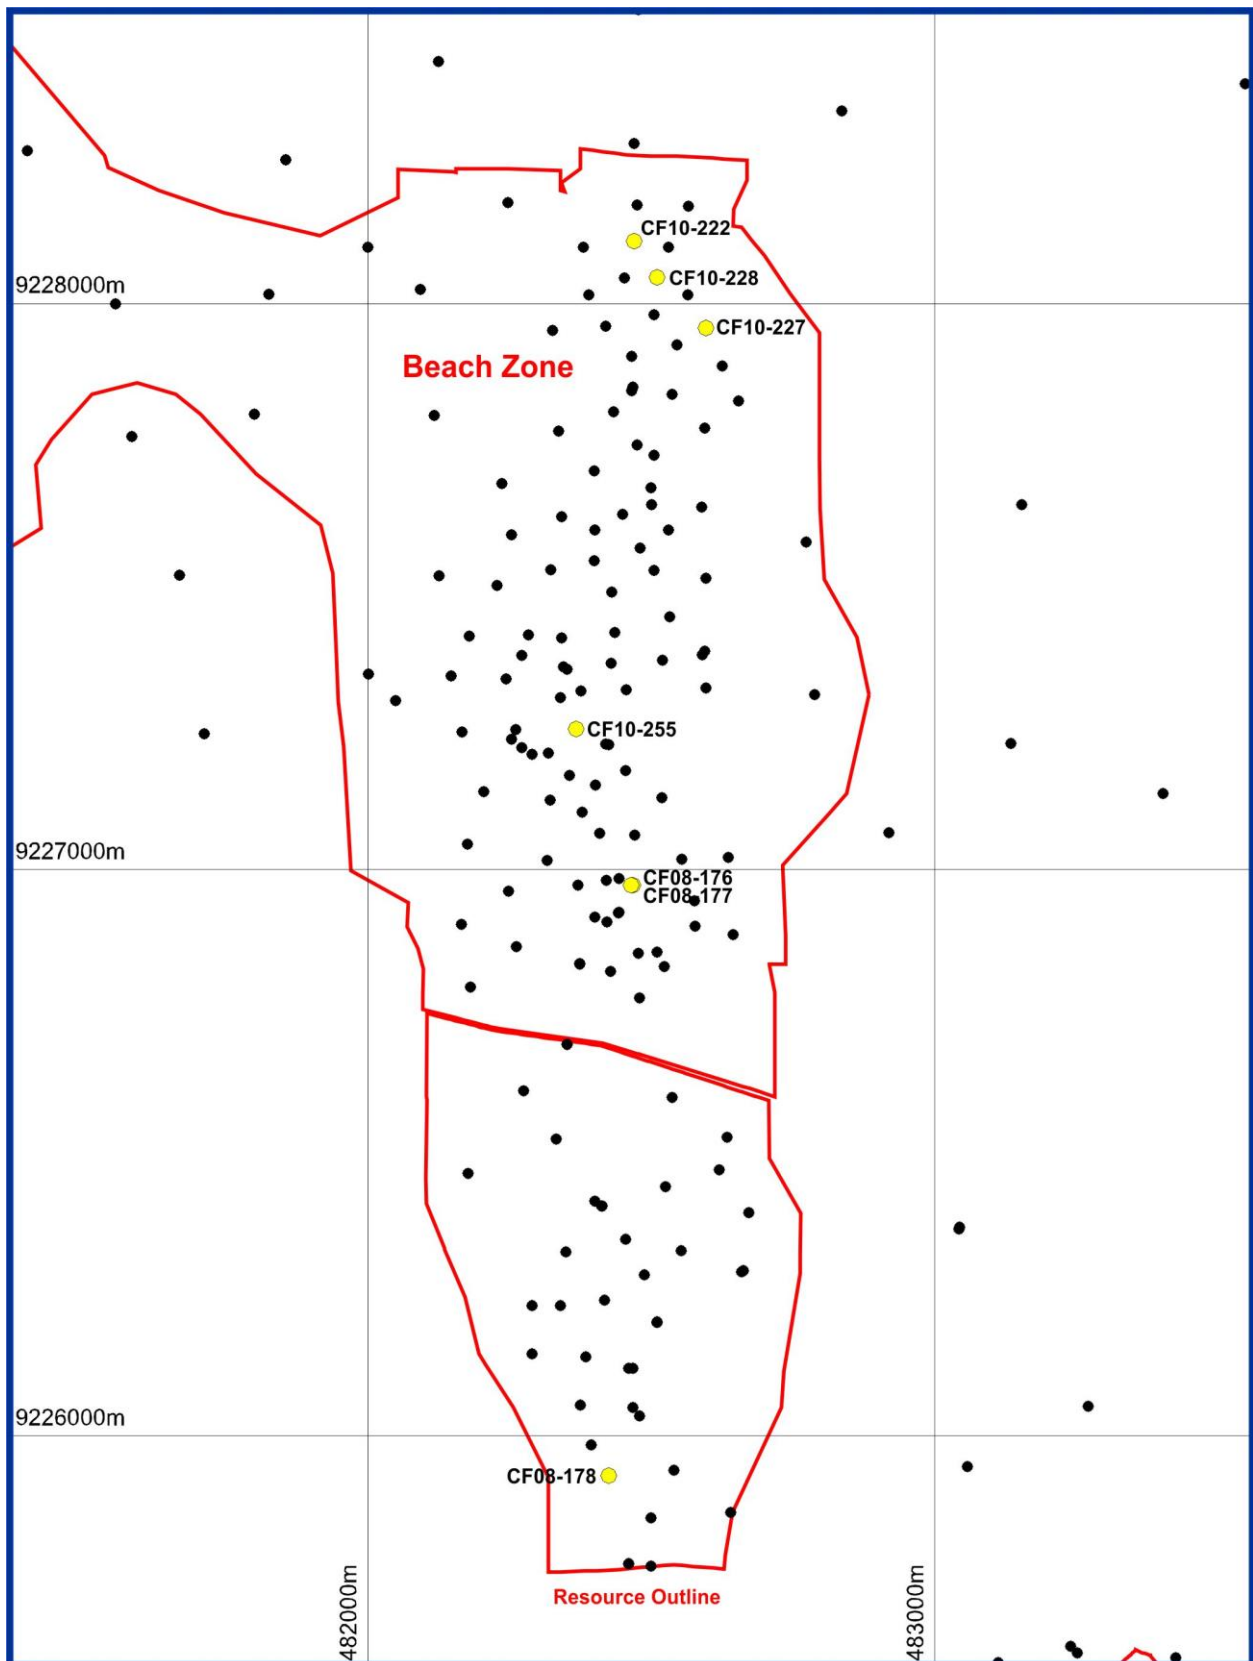 CF10-222
CF10-228
9228000m
CF10-227
Beach Zone
CF10-255
9227000m
CF08-176
CF08-177
9226000m
CF08-178
482000m
483000m
Resource Outline